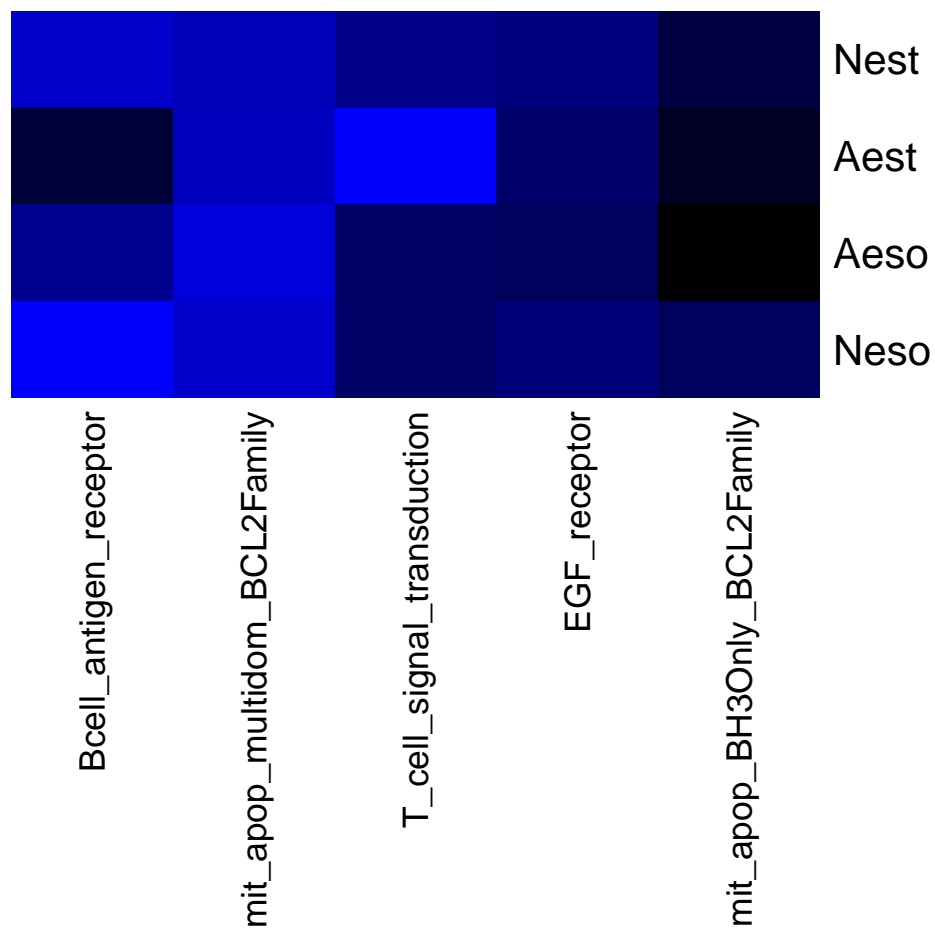 Nest
Aest
Aeso
Neso
Bcell_antigen_receptor
mit_apop_multidom_BCL2Family
T_cell_signal_transduction
EGF_receptor
mit_apop_BH3Only_BCL2Family